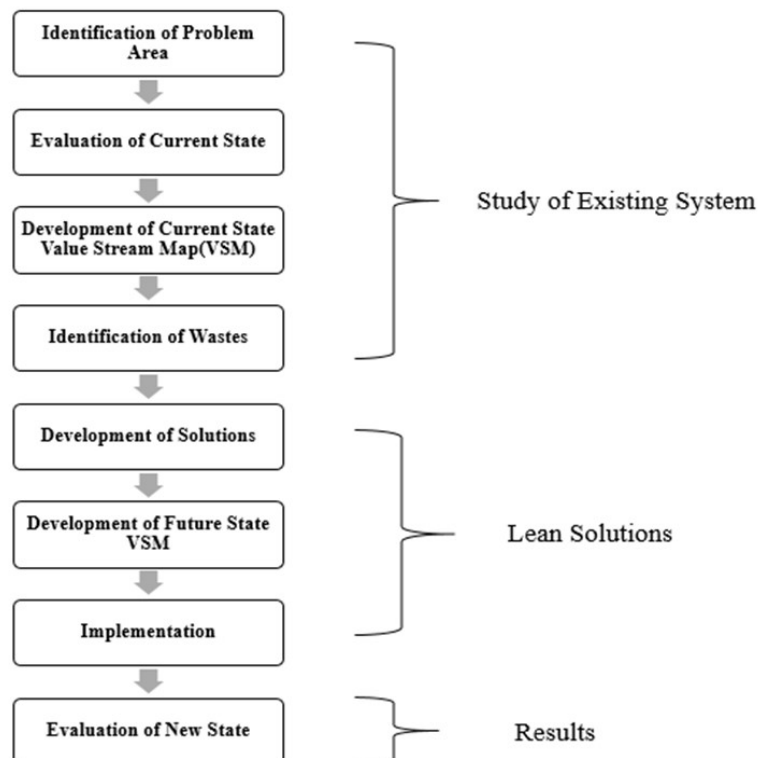 Identification of Problem
Area
Evaluation of Current State
Development of Current State
Value Stream Map(VSM)
Identification of Wastes
Study of Existing System
Development of Solutions
Development of Future State
VSM
Implementation
Lean Solutions
Evaluation of New State
Results